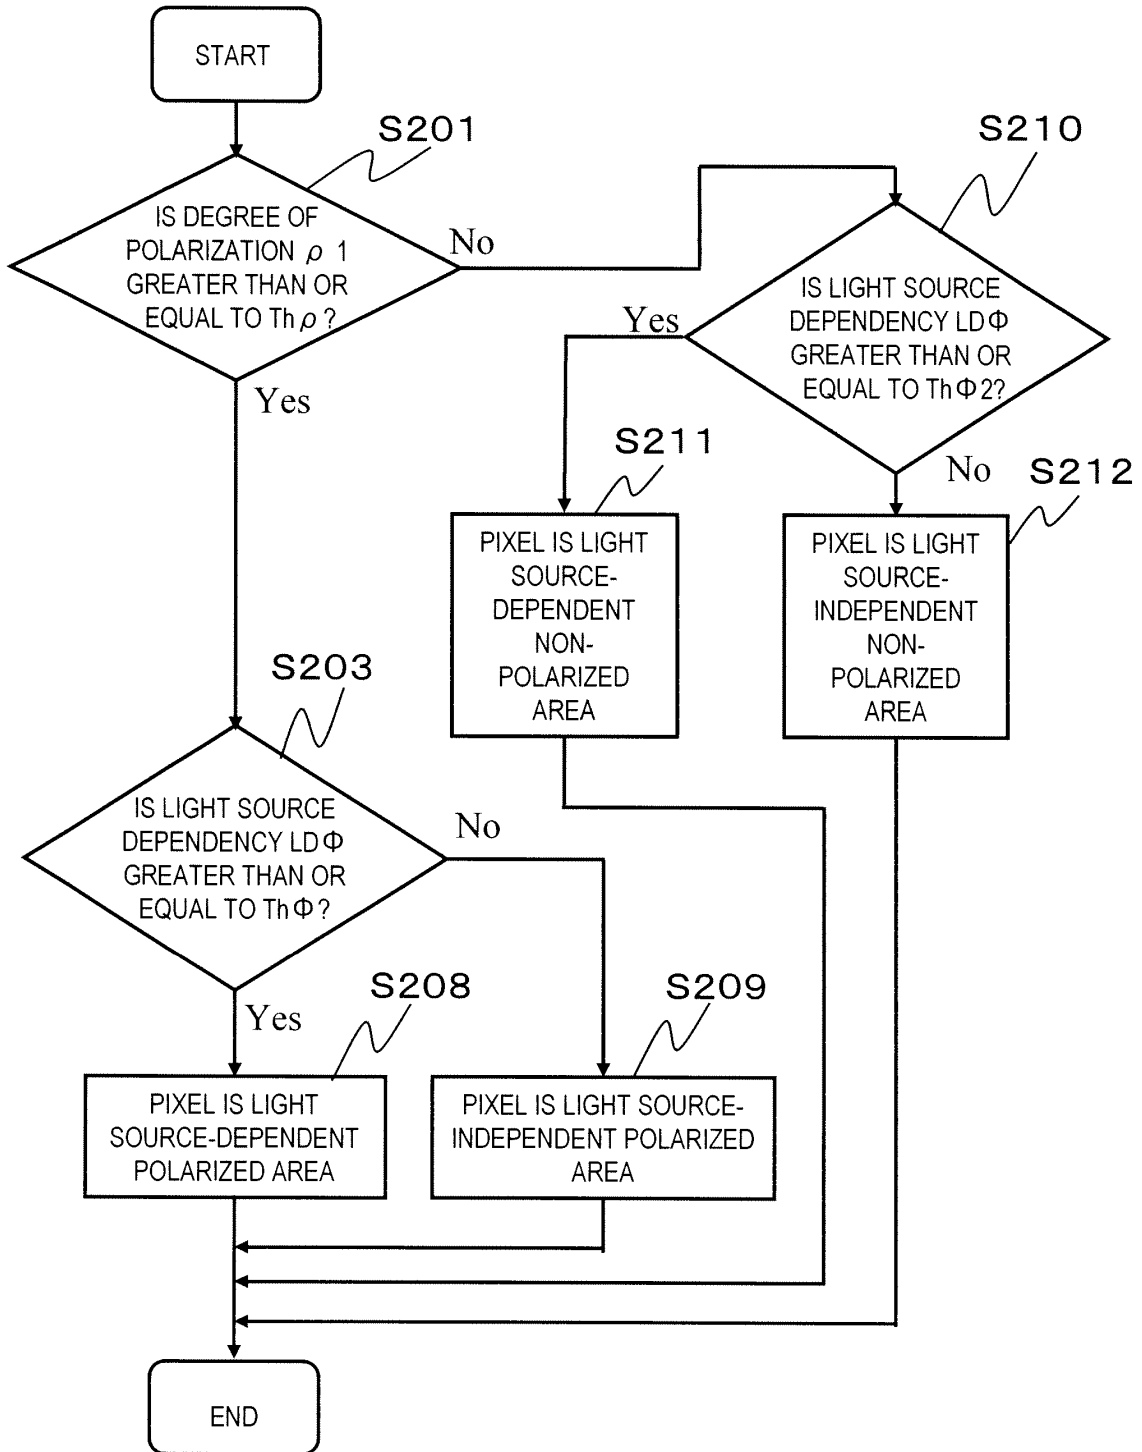 START
S201
IS DEGREE OF
POLARIZATION ρ 1
GREATER THAN OR
EQUAL TO Thρ?
No
Yes
S210
IS LIGHT SOURCE
DEPENDENCY LDΦ
GREATER THAN OR
EQUAL TO ThΦ2?
Yes
No
S211
PIXEL IS LIGHT
SOURCE-
DEPENDENT
NON-
POLARIZED
AREA
S212
PIXEL IS LIGHT
SOURCE-
INDEPENDENT
NON-
POLARIZED
AREA
S203
IS LIGHT SOURCE
DEPENDENCY LDΦ
GREATER THAN OR
EQUAL TO ThΦ?
No
Yes
S208
PIXEL IS LIGHT
SOURCE-DEPENDENT
POLARIZED AREA
S209
PIXEL IS LIGHT SOURCE-
INDEPENDENT POLARIZED
AREA
END